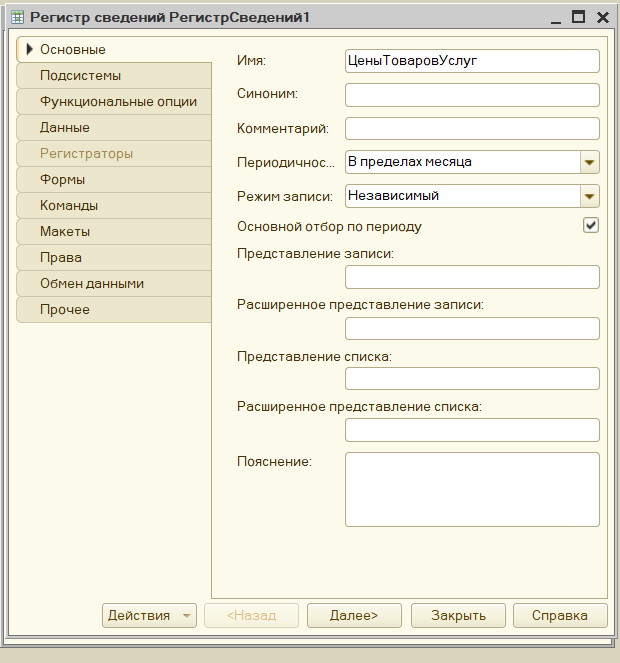 Регистр сведений РегистрСведений1
Основные
Подсистемы
Функциональные опции
Данные
Регистраторы
Формы
Команды
Макеты
Права
Обмен данными
Прочее
Имя: ЦеныТоваровУслуг
Синоним:
Комментарий:
Периодичнос... В пределах месяца
Режим записи: Независимый
Основной отбор по периоду
Представление записи:
Расширенное представление записи:
Представление списка:
Расширенное представление списка:
Пояснение:
Действия <Назад Далее> Закрыть Справка